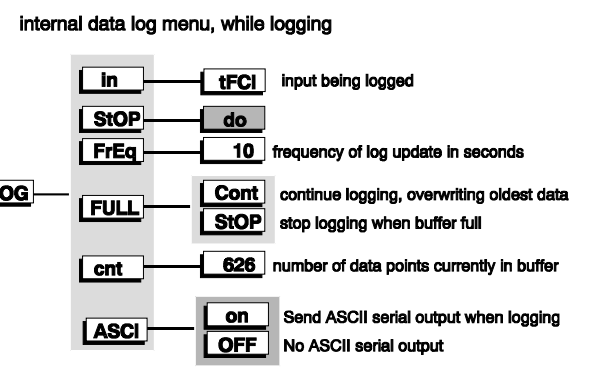 internal data log menu, while logging
in tFCI input being logged
StOP do
FrEq 10 frequency of log update in seconds
OG
FULL Cont continue logging, overwriting oldest data
StOP stop logging when buffer full
cnt 626 number of data points currently in buffer
ASCI on Send ASCII serial output when logging
OFF No ASCII serial output